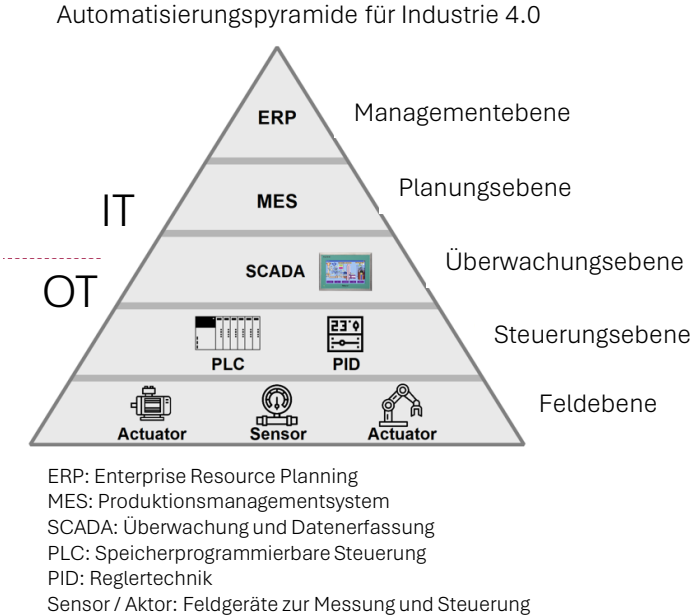 Automatisierungspyramide für Industrie 4.0
ERP
Managementebene
IT
MES
Planungsebene
OT
SCADA
Überwachungsebene
PLC
PID
Steuerungsebene
Actuator
Sensor
Actuator
Feldebene
ERP: Enterprise Resource Planning
MES: Produktionsmanagementsystem
SCADA: Überwachung und Datenerfassung
PLC: Speicherprogrammierbare Steuerung
PID: Reglertechnik
Sensor / Aktor: Feldgeräte zur Messung und Steuerung